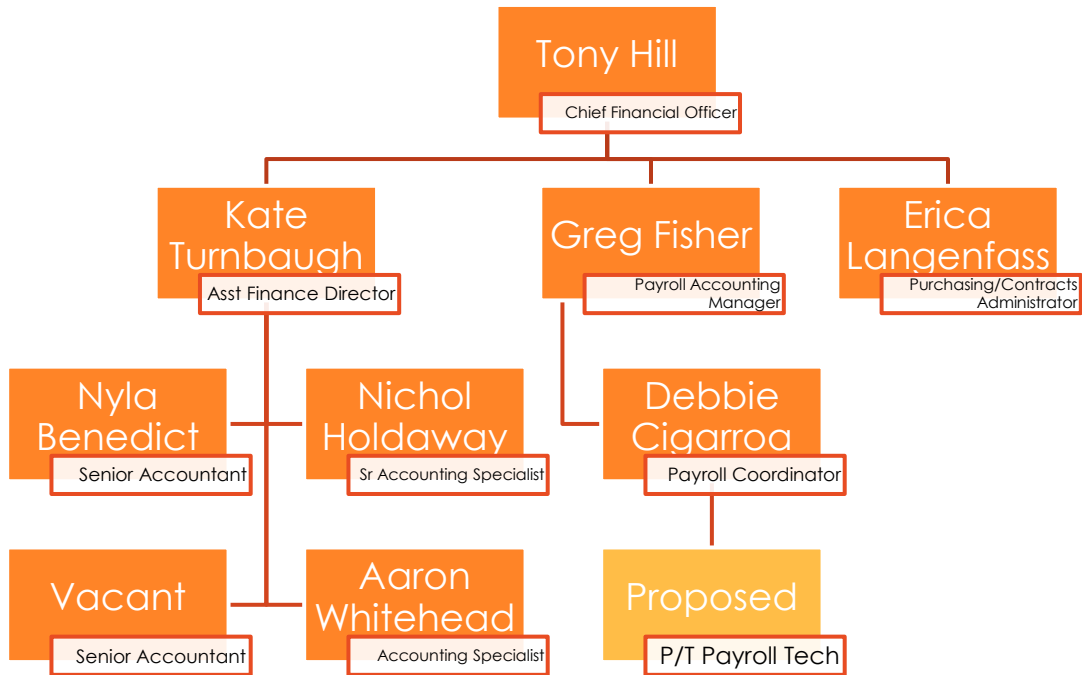 Tony Hill
Chief Financial Officer
Kate
Turnbaugh
Asst Finance Director
Greg Fisher
Payroll Accounting
Manager
Erica
Langenfass
Purchasing/Contracts
Administrator
Nyla
Benedict
Senior Accountant
Nichol
Holdaway
Sr Accounting Specialist
Debbie
Cigarroa
Payroll Coordinator
Vacant
Senior Accountant
Aaron
Whitehead
Accounting Specialist
Proposed
P/T Payroll Tech